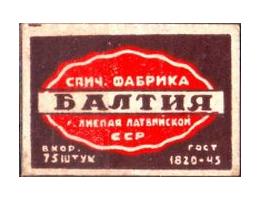 СПИЧ. ФАБРИКА
БАЛТИЯ
г. ЛИЕПАЯ ЛАТВИЙСКОЙ
ССР
В КОР.
75 ШТУК
ГОСТ
1820-45